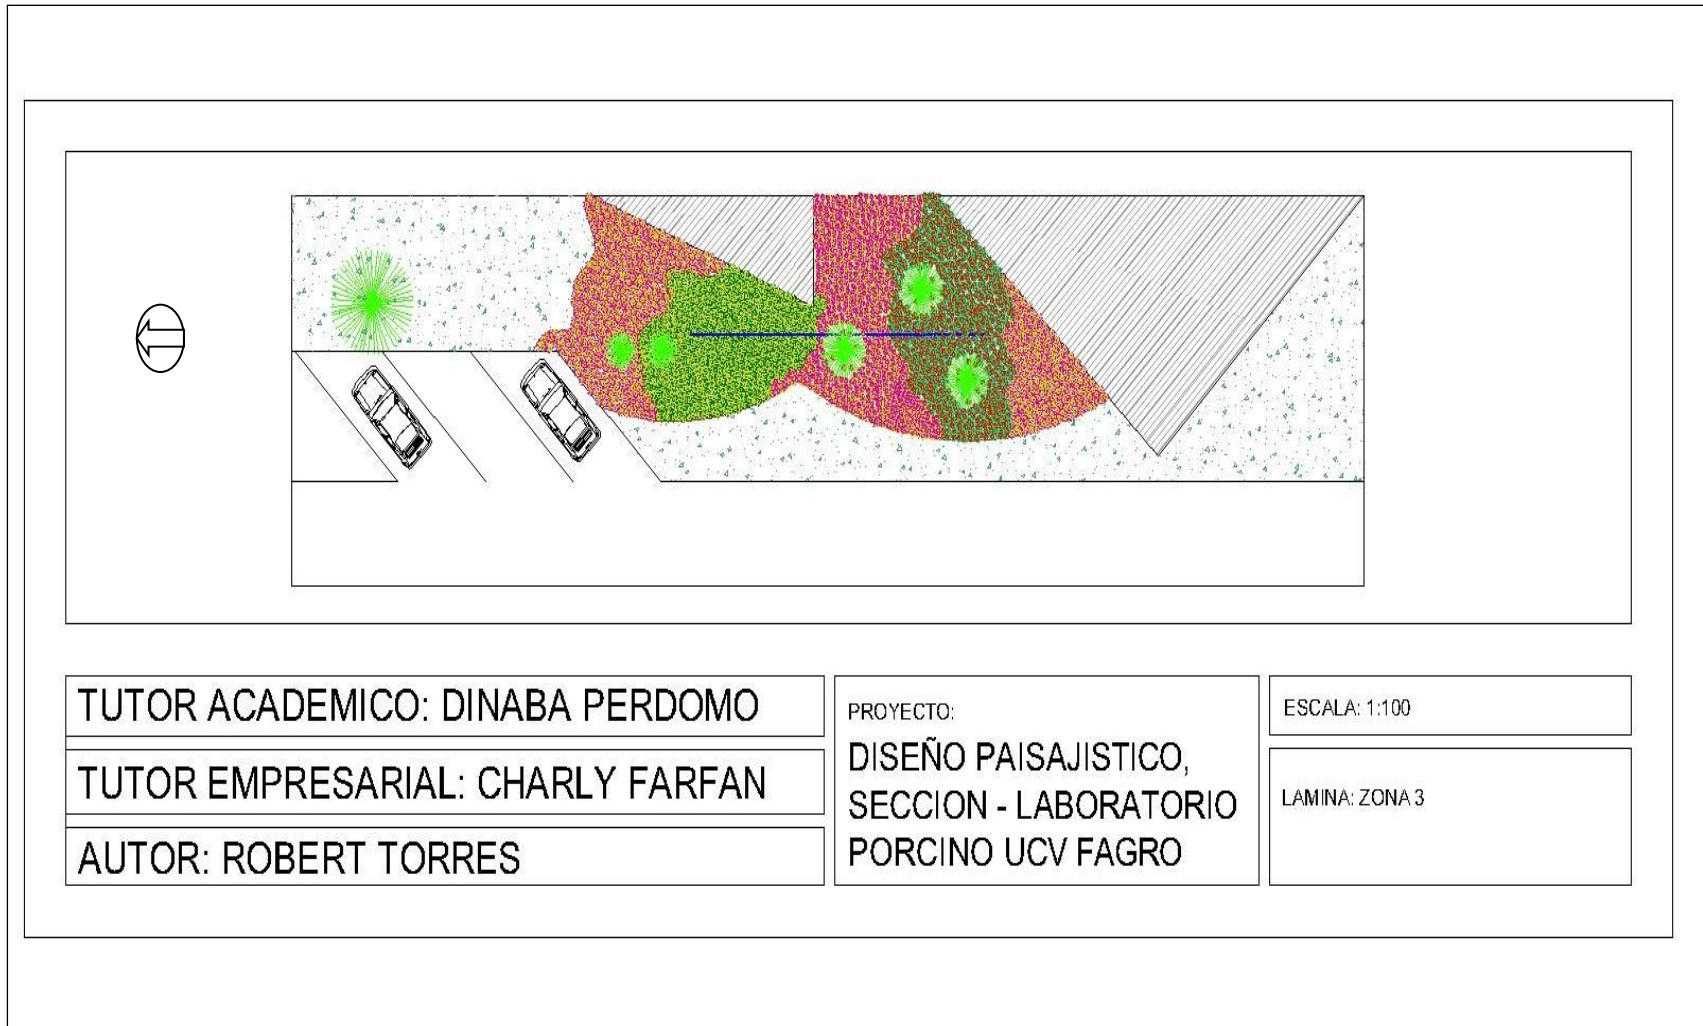 TUTOR ACADEMICO: DINABA PERDOMO
TUTOR EMPRESARIAL: CHARLY FARFAN
AUTOR: ROBERT TORRES
PROYECTO:
DISEÑO PAISAJISTICO,
SECCION - LABORATORIO
PORCINO UCV FAGRO
ESCALA: 1:100
LAMINA: ZONA 3